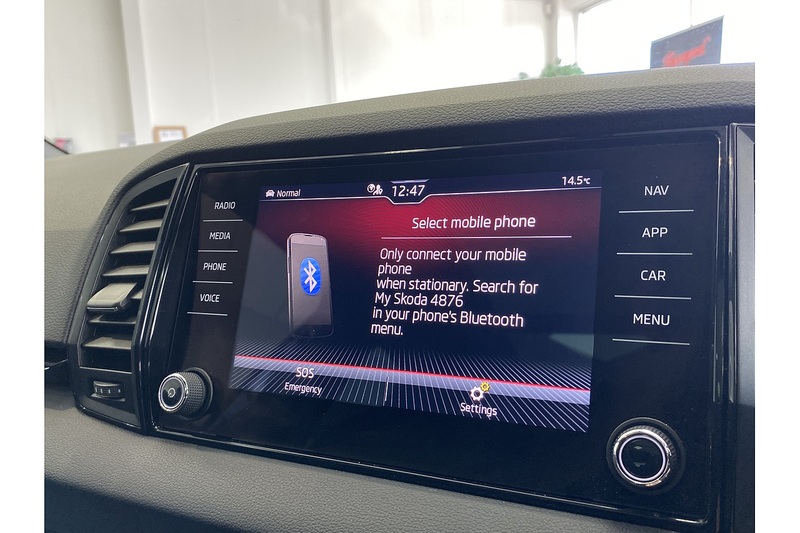 Normal
12:47
14.5°C
RADIO
MEDIA
PHONE
VOICE
Select mobile phone
Only connect your mobile
phone
when stationary. Search for
My Skoda 4876
in your phone's Bluetooth
menu.
SOS
Emergency
Settings
NAV
APP
CAR
MENU